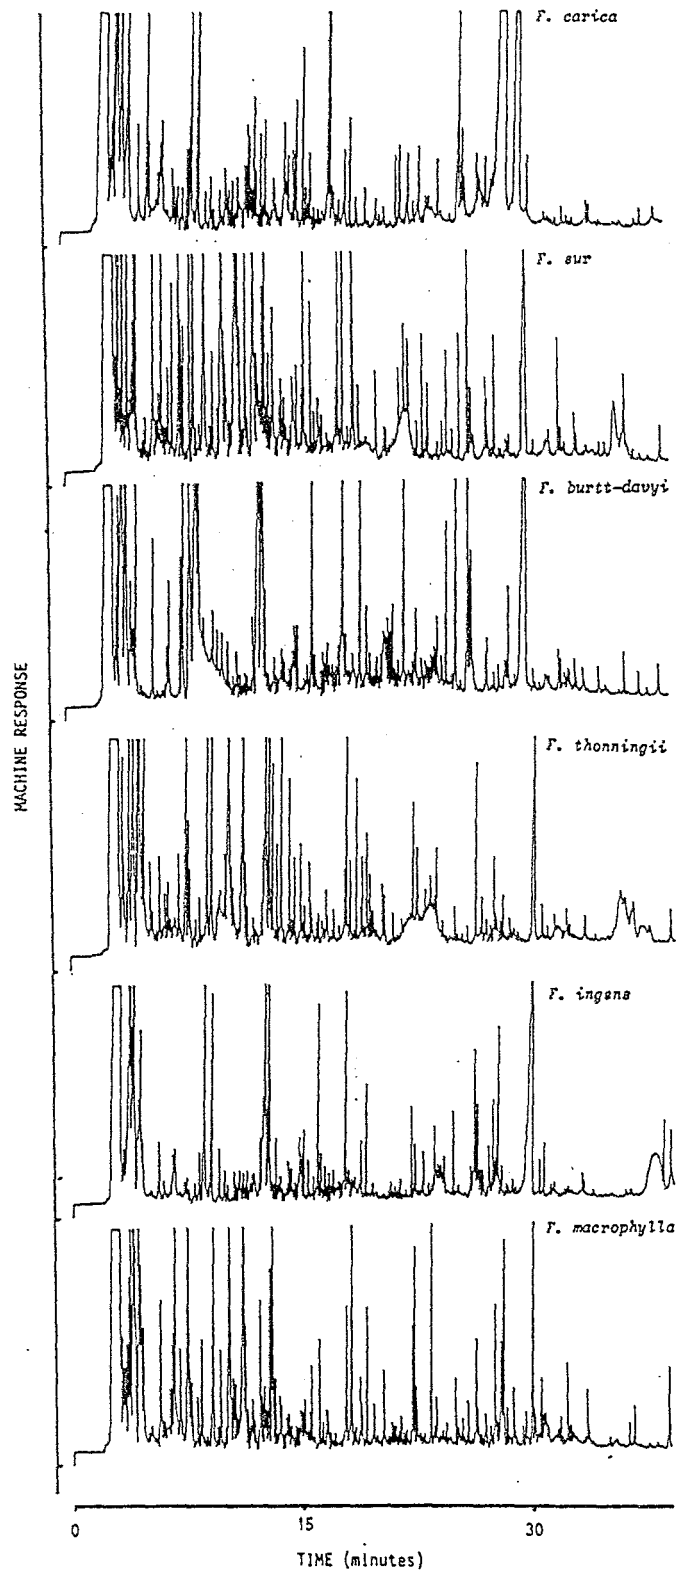 F. carica
F. sur
F. burtt-davyi
F. thonningii
F. ingens
F. macrophylla
MACHINE RESPONSE
0 15 30
TIME (minutes)